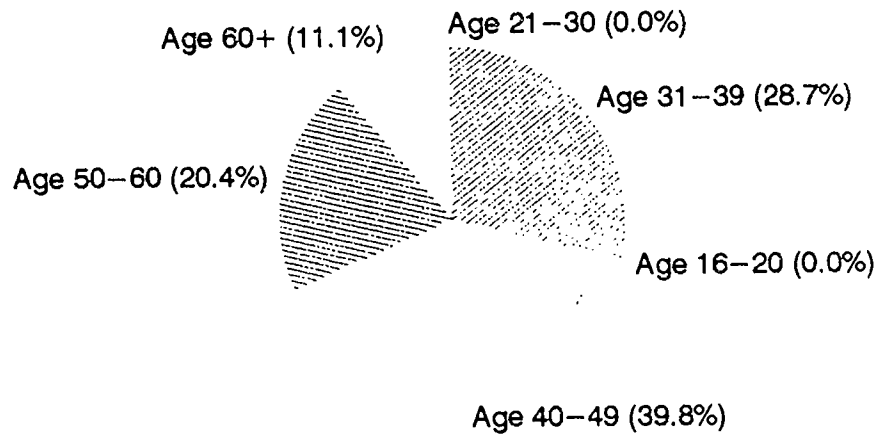 Age 60+ (11.1%)
Age 21-30 (0.0%)
Age 31-39 (28.7%)
Age 50-60 (20.4%)
Age 16-20 (0.0%)
Age 40-49 (39.8%)